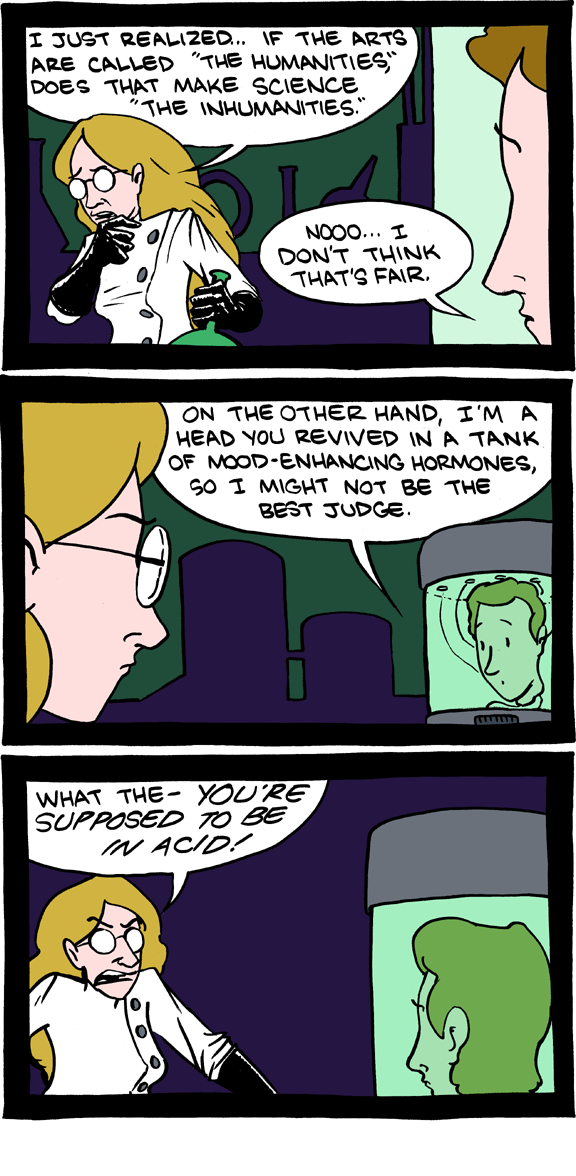 I JUST REALIZED... IF THE ARTS
ARE CALLED "THE HUMANITIES,"
DOES THAT MAKE SCIENCE
"THE INHUMANITIES."
NOOO... I
DON'T THINK
THAT'S FAIR.
ON THE OTHER HAND, I'M A
HEAD YOU REVIVED IN A TANK
OF MOOD-ENHANCING HORMONES,
SO I MIGHT NOT BE THE
BEST JUDGE.
WHAT THE- YOU'RE
SUPPOSED TO BE
IN ACID!